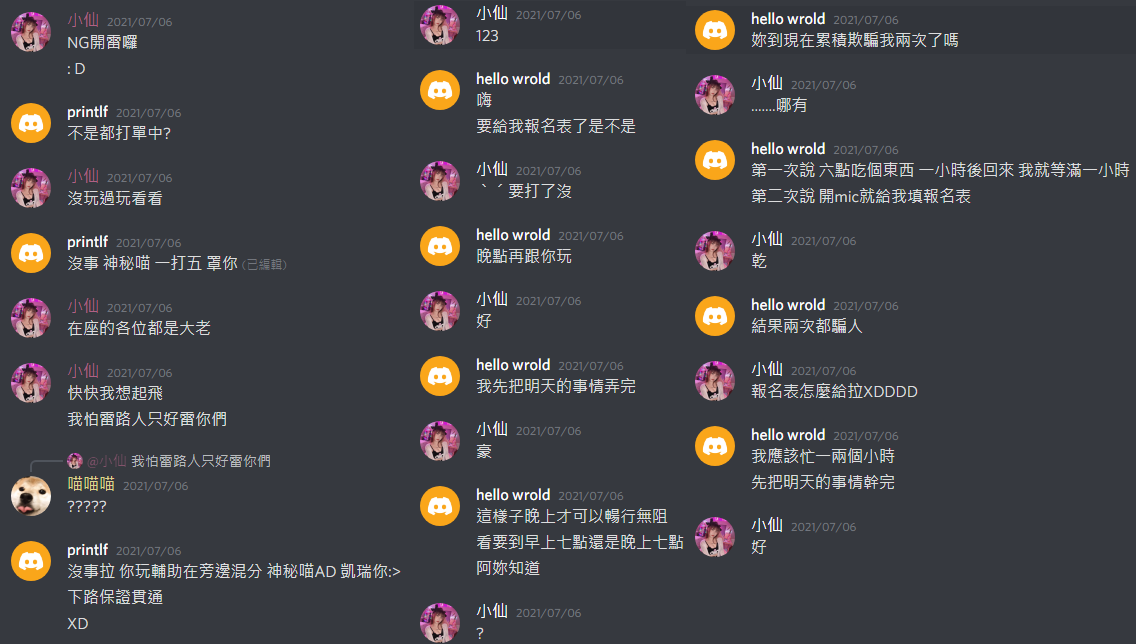 小仙 2021/07/06
NG開雷囉
: D
printlf 2021/07/06
不是都打單中?
小仙 2021/07/06
沒玩過玩看看
printlf 2021/07/06
沒事 神秘喵 一打五 罩你 (已編輯)
小仙 2021/07/06
在座的各位都是大老
小仙 2021/07/06
快快我想起飛
我怕雷路人只好雷你們
@小仙 我怕雷路人只好雷你們
喵喵喵 2021/07/06
?????
printlf 2021/07/06
沒事拉 你玩輔助在旁邊混分 神秘喵AD 凱瑞你:>
下路保證貫通
XD
小仙 2021/07/06
123
hello wrold 2021/07/06
嗨
要給我報名表了是不是
小仙 2021/07/06
ˋˊ要打了沒
hello wrold 2021/07/06
晚點再跟你玩
小仙 2021/07/06
好
hello wrold 2021/07/06
我先把明天的事情弄完
小仙 2021/07/06
豪
hello wrold 2021/07/06
這樣子晚上才可以暢行無阻
看要到早上七點還是晚上七點
阿妳知道
小仙 2021/07/06
?
hello wrold 2021/07/06
妳到現在累積欺騙我兩次了嗎
小仙 2021/07/06
.......哪有
hello wrold 2021/07/06
第一次說 六點吃個東西 一小時後回來 我就等滿一小時
第二次說 開mic就給我填報名表
小仙 2021/07/06
乾
hello wrold 2021/07/06
結果兩次都騙人
小仙 2021/07/06
報名表怎麼給拉XDDDD
hello wrold 2021/07/06
我應該忙一兩個小時
先把明天的事情幹完
小仙 2021/07/06
好